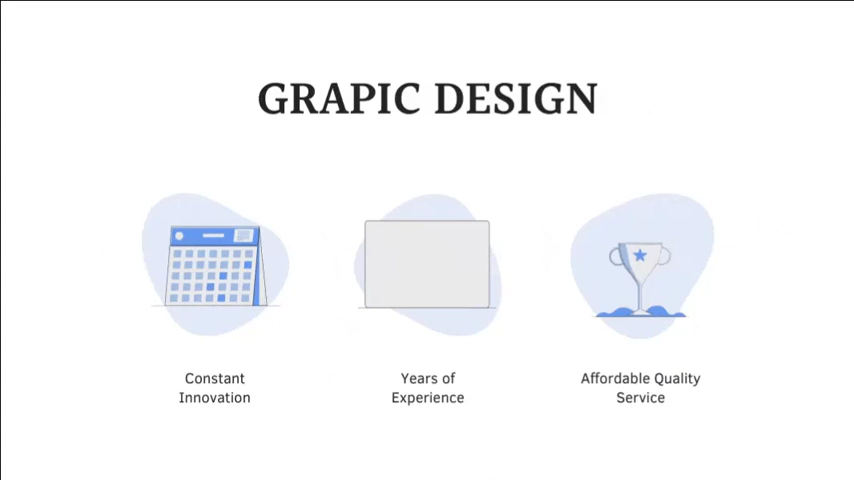 GRAPIC DESIGN
Constant
Innovation
Years of
Experience
Affordable Quality
Service